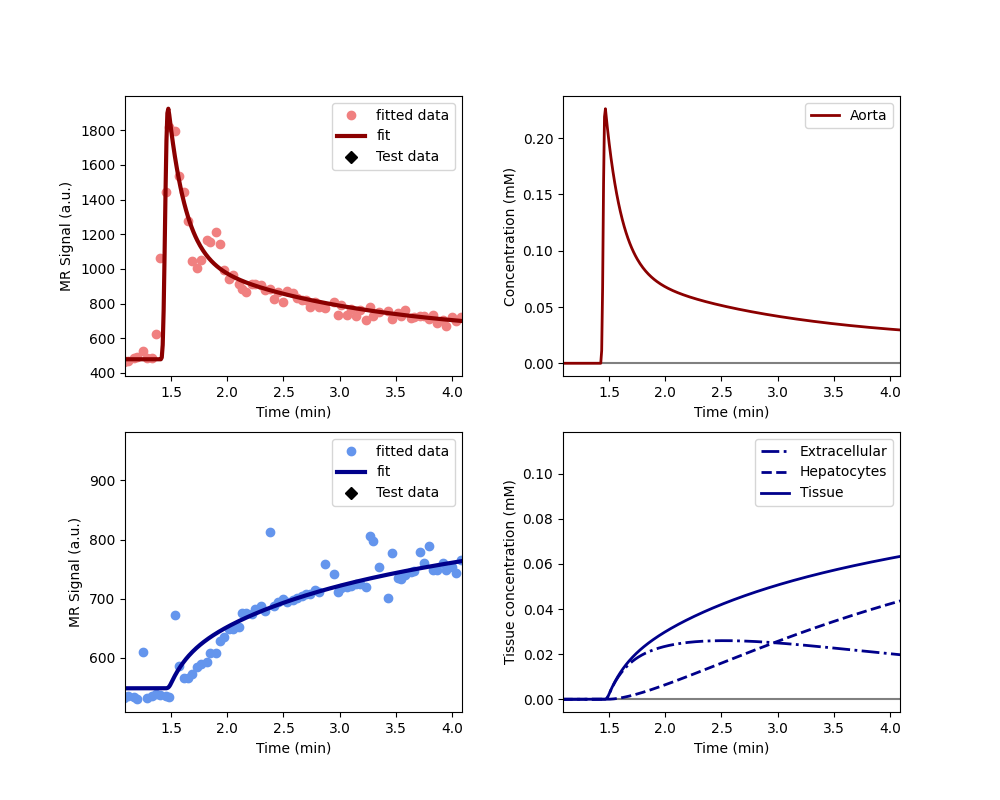 MR Signal (a.u.)
1800
1600
1400
1200
1000
800
600
400
fitted data
fit
Test data
1.5 2.0 2.5 3.0 3.5 4.0
Time (min)
Concentration (mM)
0.20
0.15
0.10
0.05
0.00
Aorta
1.5 2.0 2.5 3.0 3.5 4.0
Time (min)
MR Signal (a.u.)
900
800
700
600
fitted data
fit
Test data
1.5 2.0 2.5 3.0 3.5 4.0
Time (min)
Tissue concentration (mM)
0.10
0.08
0.06
0.04
0.02
0.00
Extracellular
Hepatocytes
Tissue
1.5 2.0 2.5 3.0 3.5 4.0
Time (min)